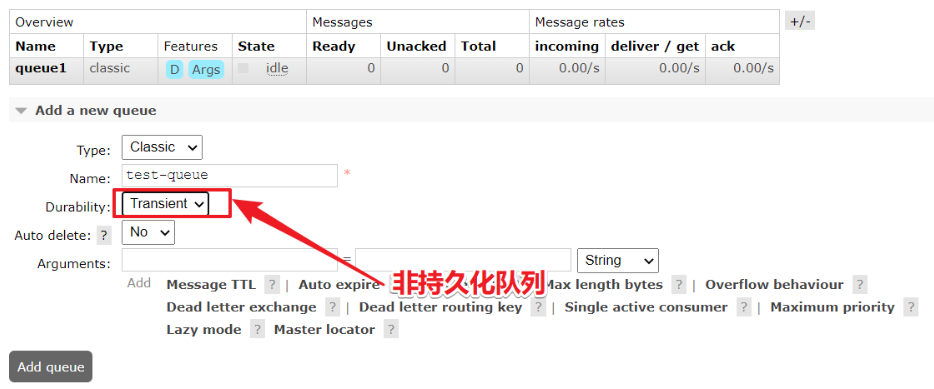 Overview Messages Message rates +/-
Name Type Features State Ready Unacked Total incoming deliver / get ack
queue1 classic D Args idle 0 0 0 0.00/s 0.00/s 0.00/s
Add a new queue
Type: Classic
Name: test-queue *
Durability: Transient
Auto delete: ? No
Arguments: = String
Add Message TTL ? | Auto expire Max length bytes ? | Overflow behaviour ?
非持久化队列
Dead letter exchange ? | Dead letter routing key ? | Single active consumer ? | Maximum priority ?
Lazy mode ? Master locator ?
Add queue